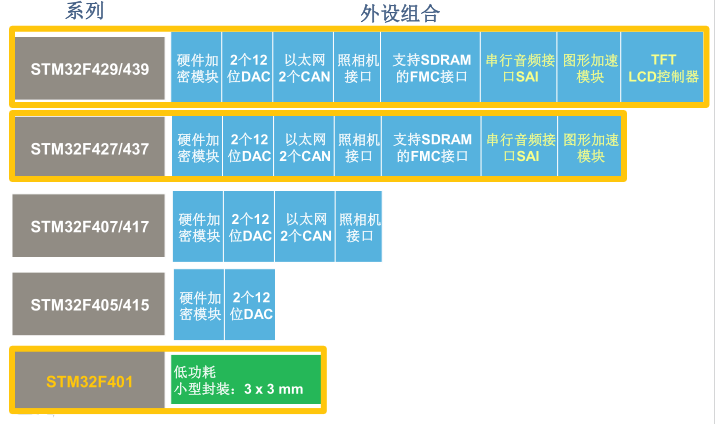 系列
外设组合
STM32F429/439
硬件加
密模块
2个12
位DAC
以太网
2个CAN
照相机
接口
支持SDRAM
的FMC接口
串行音频接
口SAI
图形加速
模块
TFT
LCD控制器
STM32F427/437
硬件加
密模块
2个12
位DAC
以太网
2个CAN
照相机
接口
支持SDRAM
的FMC接口
串行音频接
口SAI
图形加速
模块
STM32F407/417
硬件加
密模块
2个12
位DAC
以太网
2个CAN
照相机
接口
STM32F405/415
硬件加
密模块
2个12
位DAC
STM32F401
低功耗
小型封装：3 x 3 mm